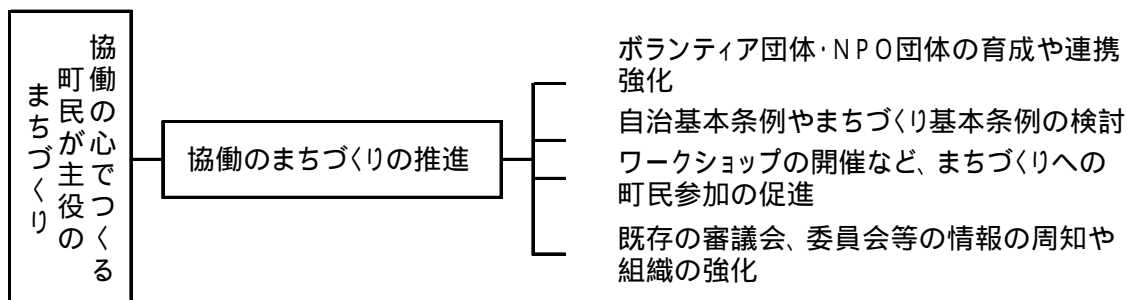 協働の心でつくる
町民が主役の
まちづくり
協働のまちづくりの推進
ボランティア団体・NPO団体の育成や連携
強化
自治基本条例やまちづくり基本条例の検討
ワークショップの開催など、まちづくりへの
町民参加の促進
既存の審議会、委員会等の情報の周知や
組織の強化